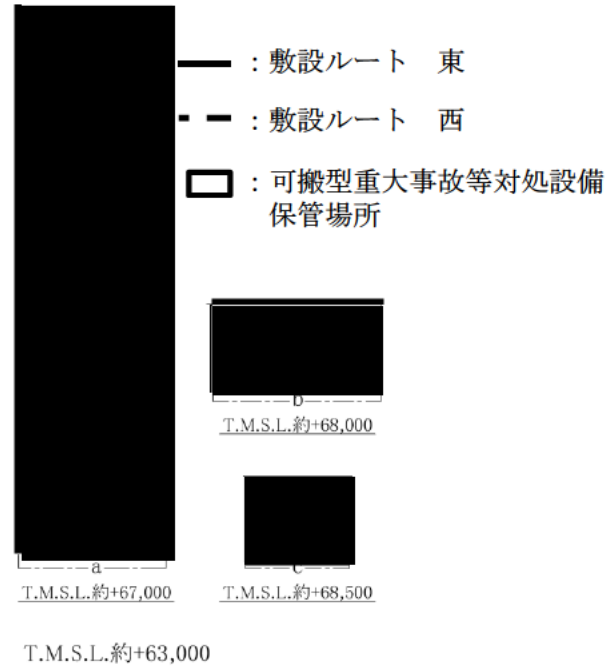 ：敷設ルート　東
：敷設ルート　西
：可搬型重大事故等対処設備
保管場所
b
T.M.S.L.約+68,000
a
T.M.S.L.約+67,000
c
T.M.S.L.約+68,500
T.M.S.L.約+63,000